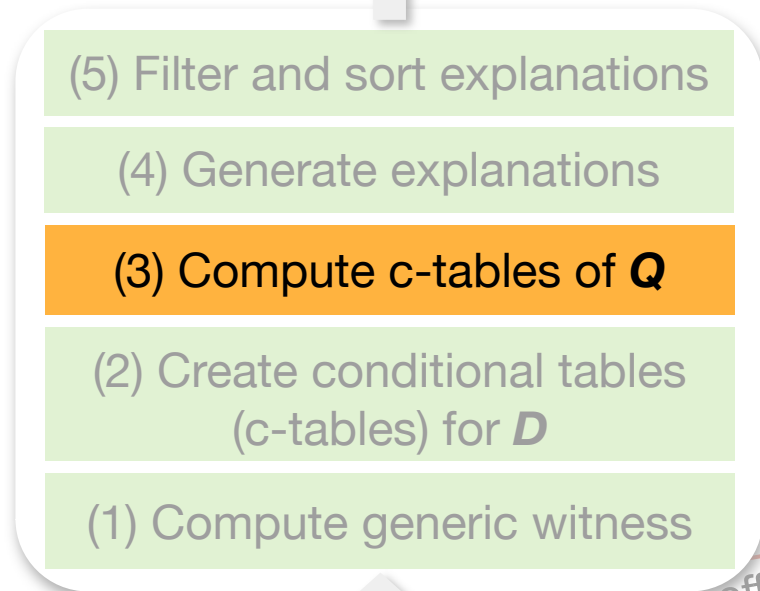 (5) Filter and sort explanations
(4) Generate explanations
(3) Compute c-tables of Q
(2) Create conditional tables
(c-tables) for D
(1) Compute generic witness